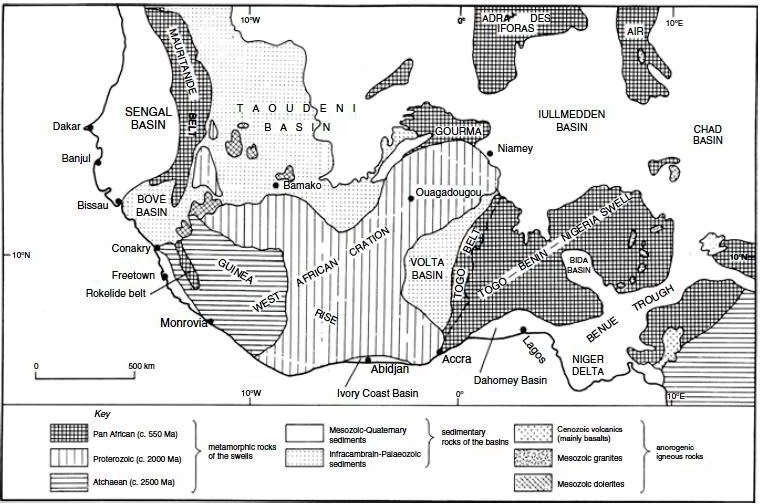 10°W
0°
10°E
ADRA DES
IFORAS
AIR
MAURITANIDE BELT
SENGAL
BASIN
TAOUDENI
BASIN
IULLMEDDEN
BASIN
CHAD
BASIN
Dakar
GOURMA
Niamey
Banjul
Bamako
Ouagadougou
BOVE
BASIN
Bissau
TOGO — BENIN — NIGERIA SWELL
Conakry
10°N
10°N
GUINEA
RISE
WEST AFRICAN CRATION
VOLTA
BASIN
TOGO BELT
BIDA
BASIN
Freetown
Rokelide belt
BENUE TROUGH
Monrovia
Lagos
Accra
NIGER
DELTA
Abidjan
Dahomey Basin
Ivory Coast Basin
0
500 km
10°W
0°
10°E
Key
Pan African (c. 550 Ma)
Proterozoic (c. 2000 Ma)
Atchaean (c. 2500 Ma)
metamorphic rocks
of the swells
Mezozoic-Quaternary
sediments
Infracambrain-Palaeozoic
sediments
sedimentary
rocks of the basins
Cenozoic volcanics
(mainly basalts)
Mesozoic granites
Mesozoic dolerites
anorogenic
igneous rocks